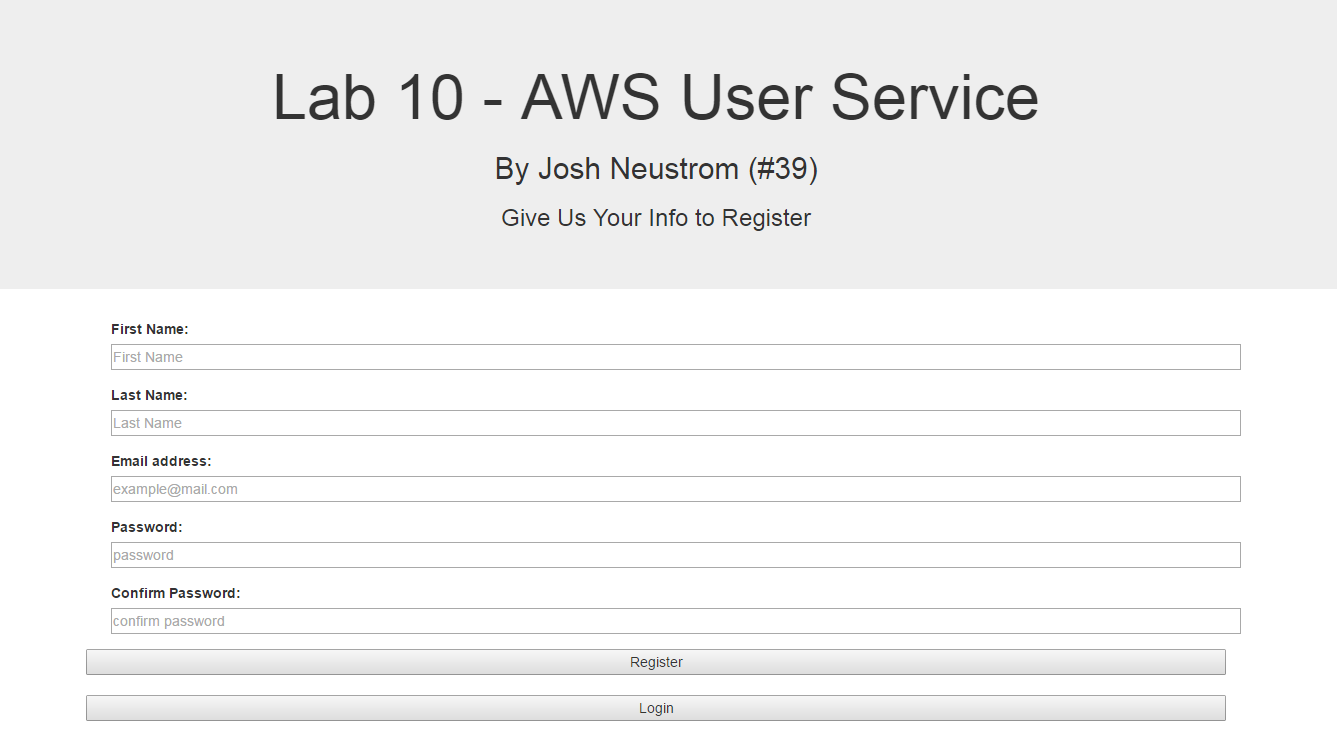 Lab 10 - AWS User Service
By Josh Neustrom (#39)
Give Us Your Info to Register
First Name:
First Name
Last Name:
Last Name
Email address:
example@mail.com
Password:
password
Confirm Password:
confirm password
Register
Login